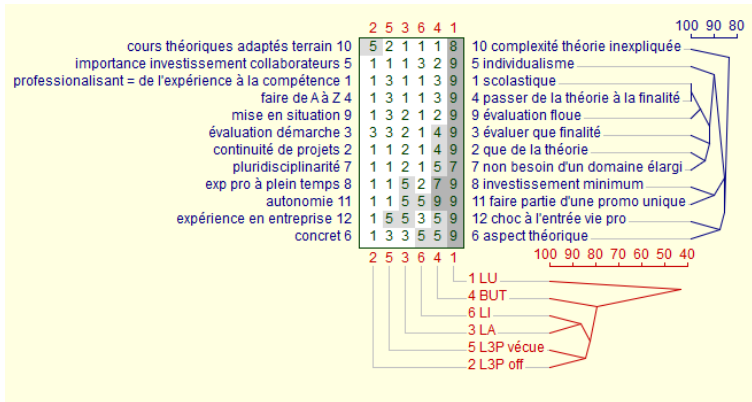 2 5 3 6 4 1 100 90 80
cours théoriques adaptés terrain 10 5 2 1 1 1 8 10 complexité théorie inexpliquée
importance investissement collaborateurs 5 1 1 1 3 2 9 5 individualisme
professionalisant = de l'expérience à la compétence 1 1 3 1 1 3 9 1 scolastique
faire de A à Z 4 1 3 1 1 3 9 4 passer de la théorie à la finalité
mise en situation 9 1 3 2 1 2 9 9 évaluation floue
évaluation démarche 3 3 3 2 1 4 9 3 évaluer que finalité
continuité de projets 2 1 1 2 1 4 9 2 que de la théorie
pluridisciplinarité 7 1 1 2 1 5 7 7 non besoin d'un domaine élargi
exp pro à plein temps 8 1 1 5 2 7 9 8 investissement minimum
autonomie 11 1 1 5 5 9 9 11 faire partie d'une promo unique
expérience en entreprise 12 1 5 5 3 5 9 12 choc à l'entrée vie pro
concret 6 1 3 3 5 5 9 6 aspect théorique
2 5 3 6 4 1 100 90 80 70 60 50 40
1 LU
4 BUT
6 LI
3 LA
5 L3P vécue
2 L3P off